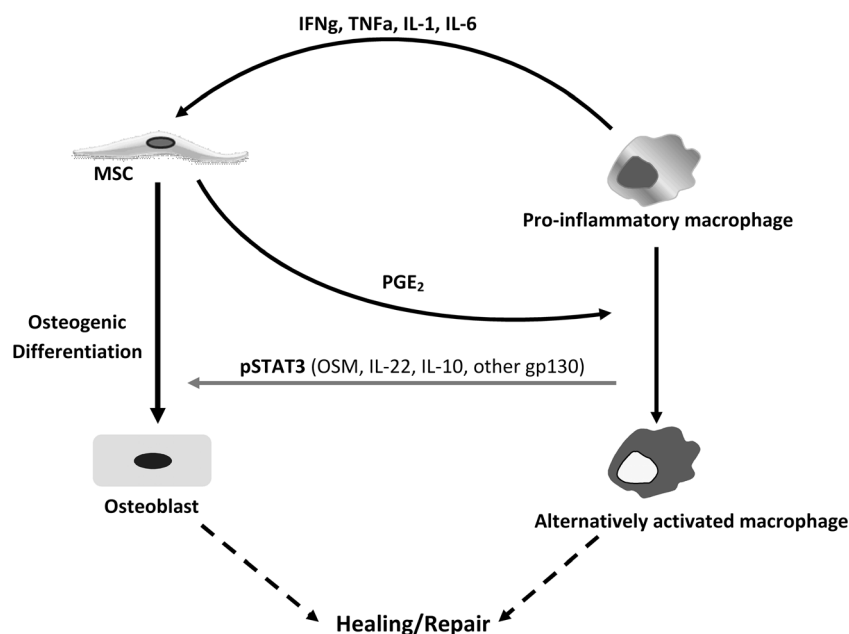 IFNg, TNFa, IL-1, IL-6
MSC
Pro-inflammatory macrophage
PGE₂
Osteogenic
Differentiation
pSTAT3 (OSM, IL-22, IL-10, other gp130)
Osteoblast
Alternatively activated macrophage
Healing/Repair